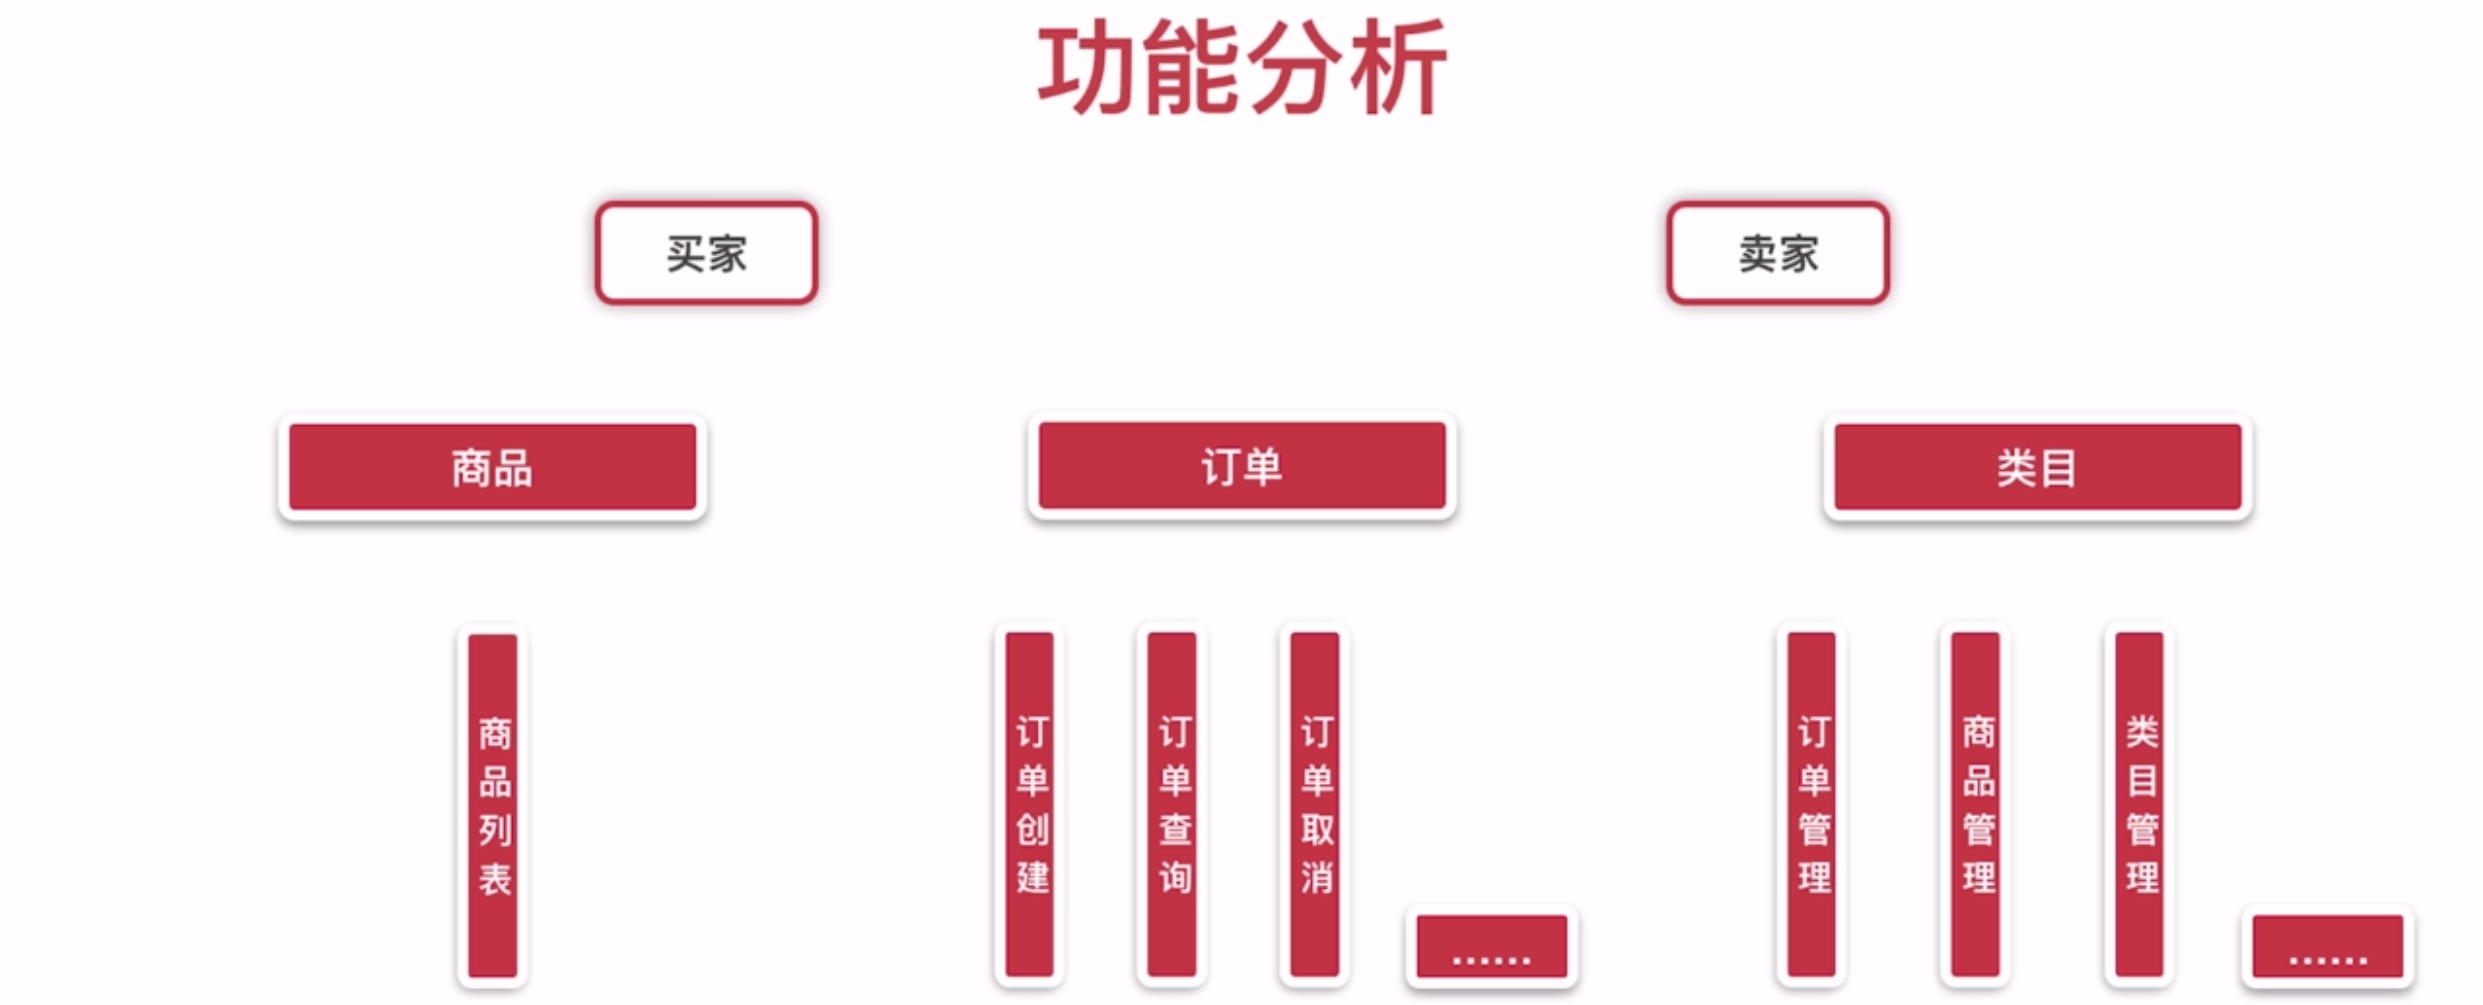 功能分析
买家
卖家
商品
订单
类目
商品列表
订单创建
订单查询
订单取消
......
订单管理
商品管理
类目管理
......